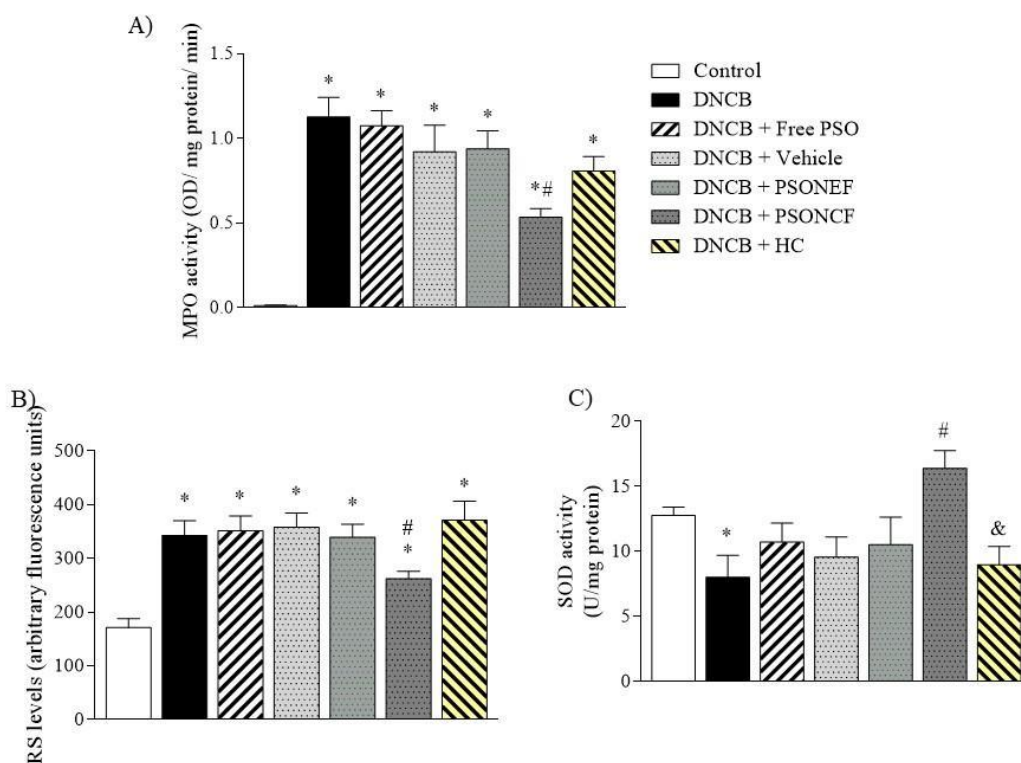 A)
MPO activity (OD/ mg protein/ min)
1.5
1.0
0.5
0.0
*
*
*
*
*#
*
Control
DNCB
DNCB + Free PSO
DNCB + Vehicle
DNCB + PSONEF
DNCB + PSONCF
DNCB + HC
B)
RS levels (arbitrary fluorescence units)
500
400
300
200
100
0
*
*
*
*
#
*
*
C)
SOD activity
(U/mg protein)
20
15
10
5
0
*
#
&